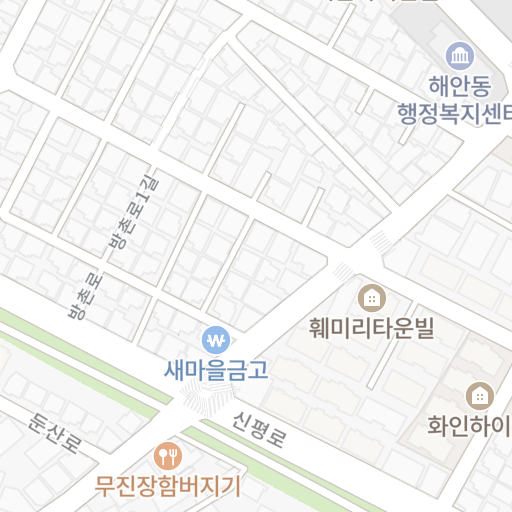 해안동
행정복지센터
방촌로1길
방촌로
훼미리타운빌
새마을금고
화인하이
신평로
둔산로
무진장함버지기